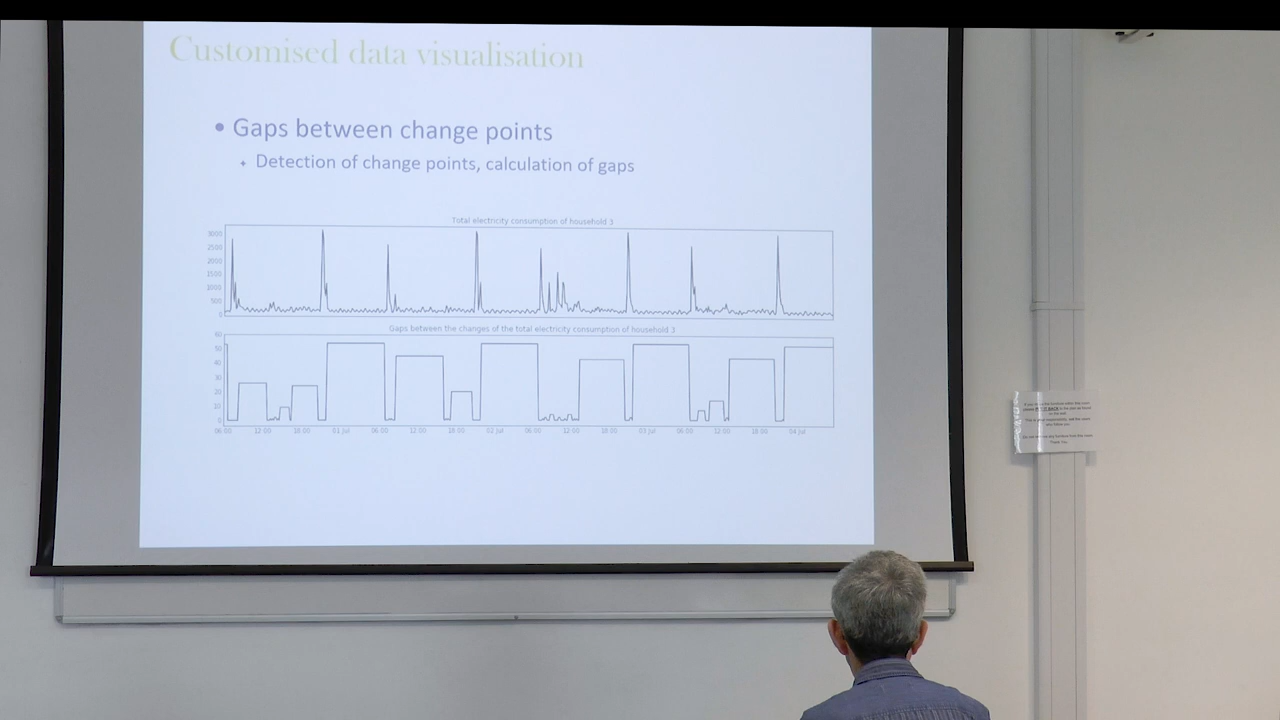 Customised data visualisation
• Gaps between change points
Detection of change points, calculation of gaps
Total electricity consumption of household 3
3000
2500
2000
1500
1000
500
0
Gaps between the changes of the total electricity consumption of household 3
60
50
40
30
20
10
0
06:00 12:00 18:00 01 Jul 06:00 12:00 18:00 02 Jul 06:00 12:00 18:00 03 Jul 06:00 12:00 18:00 04 Jul
Thank You